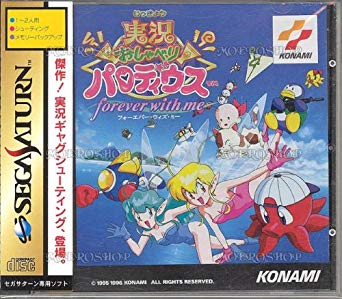 1~2人用
シューティング
メモリーバックアップ
SEGA SATURN
COMPACT
disc
セガサターン専用ソフト
傑作!実況ギャグシューティング、登場。
じっきょう
実況
おしゃべり
パロディウス
TM
forever with me
フォーエバー・ウィズ・ミー
KONAMI
MOEROSHOP
© 1995 1996 KONAMI ALL RIGHTS RESERVED.
KONAMI